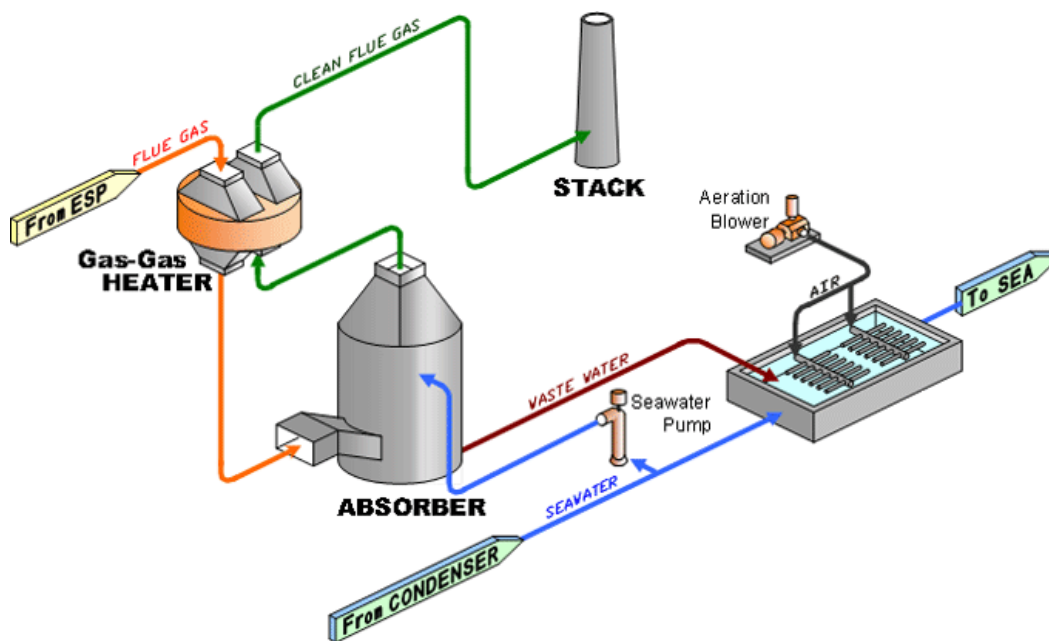 CLEAN FLUE GAS
FLUE GAS
From ESP
STACK
Gas-Gas
HEATER
Aeration
Blower
AIR
To SEA
WASTE WATER
Seawater
Pump
ABSORBER
SEAWATER
From CONDENSER